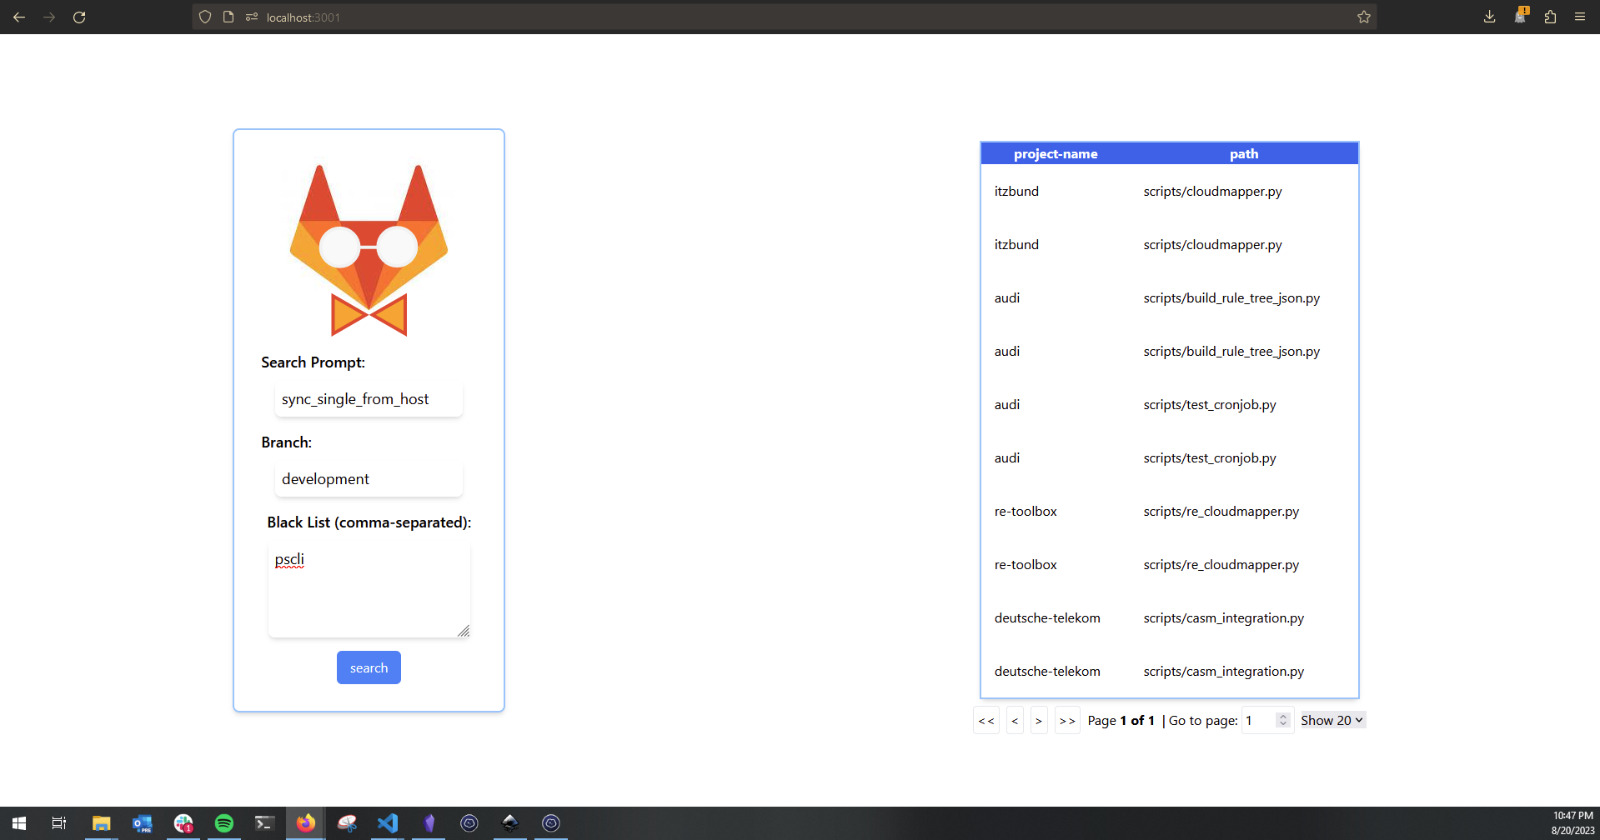 localhost:3001
Search Prompt:
sync_single_from_host
Branch:
development
Black List (comma-separated):
pscli
search
project-name path
itzbund scripts/cloudmapper.py
itzbund scripts/cloudmapper.py
audi scripts/build_rule_tree_json.py
audi scripts/build_rule_tree_json.py
audi scripts/test_cronjob.py
audi scripts/test_cronjob.py
re-toolbox scripts/re_cloudmapper.py
re-toolbox scripts/re_cloudmapper.py
deutsche-telekom scripts/casm_integration.py
deutsche-telekom scripts/casm_integration.py
<< < > >> Page 1 of 1 | Go to page: 1 Show 20
10:47 PM
8/20/2023